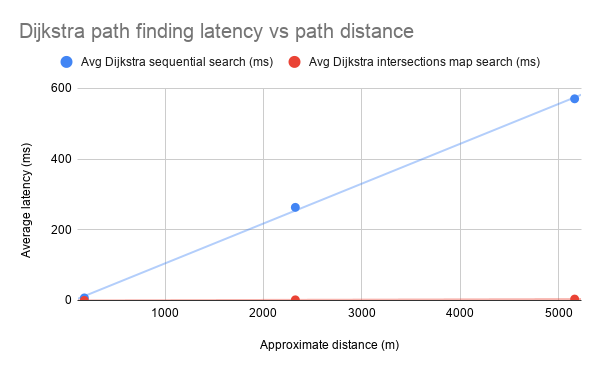 Dijkstra path finding latency vs path distance
Avg Dijkstra sequential search (ms) Avg Dijkstra intersections map search (ms)
Average latency (ms)
600
400
200
0
1000 2000 3000 4000 5000
Approximate distance (m)